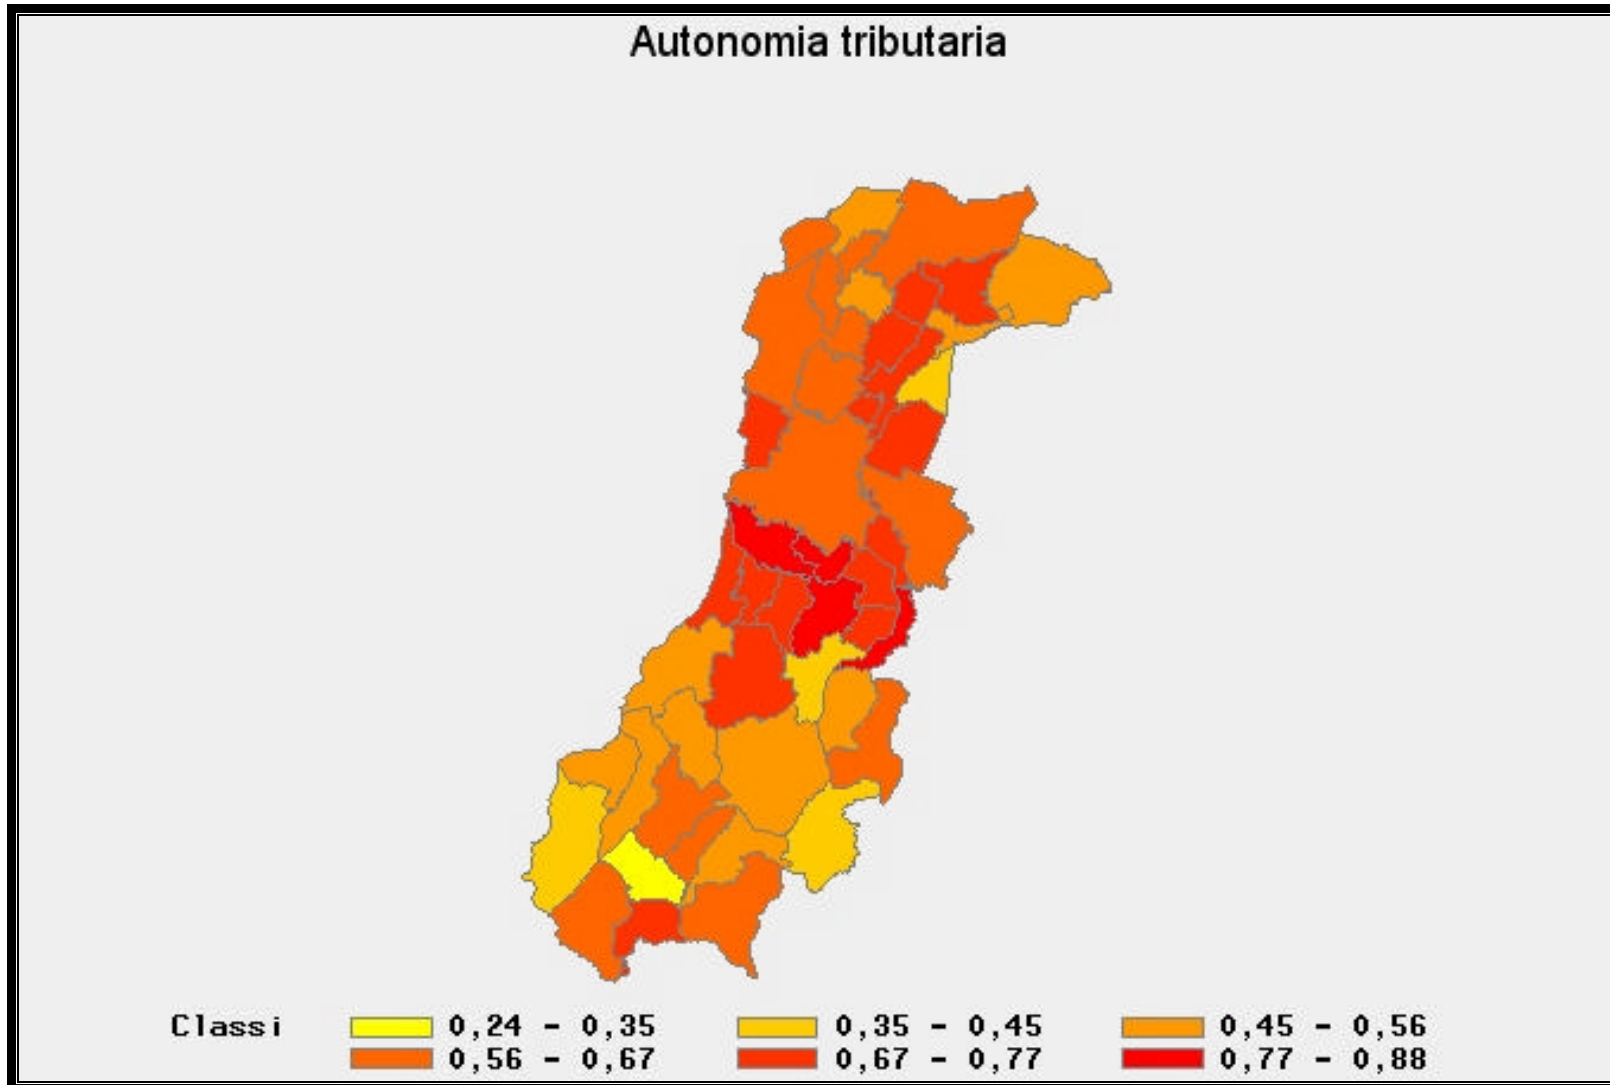 Autonomia tributaria
Classi 0,24 - 0,35 0,35 - 0,45 0,45 - 0,56
0,56 - 0,67 0,67 - 0,77 0,77 - 0,88